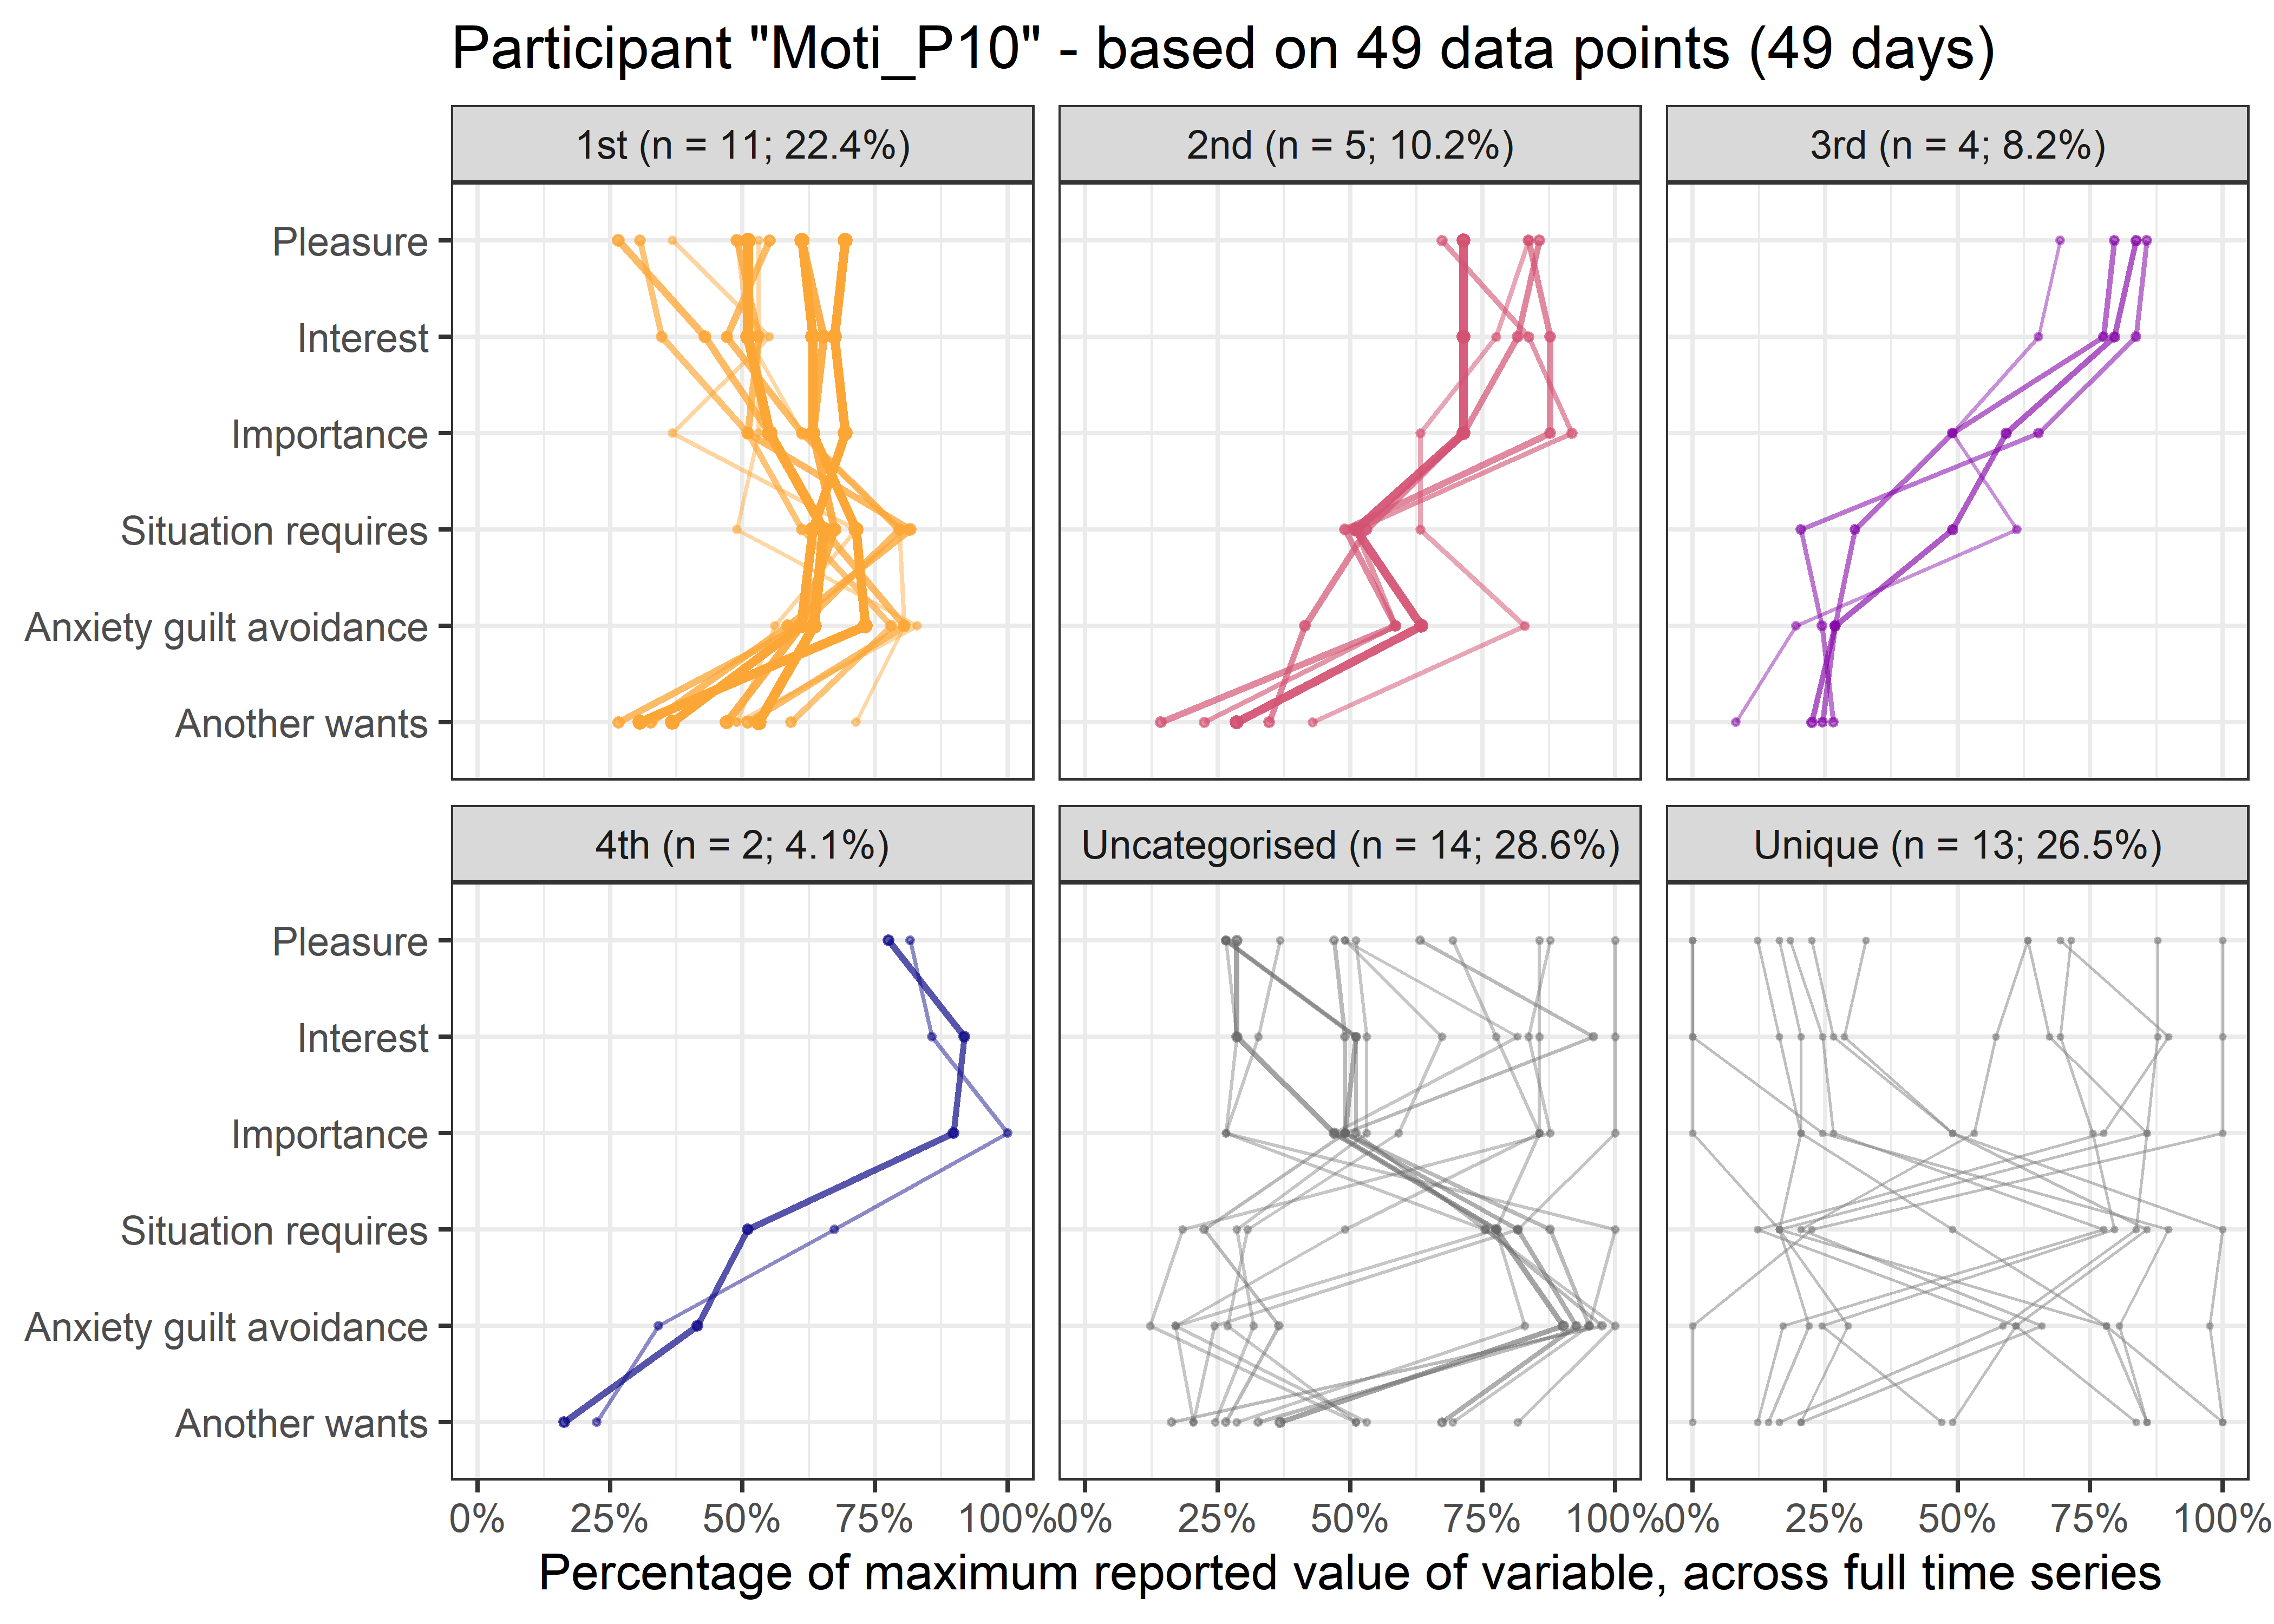 Participant "Moti_P10" - based on 49 data points (49 days)
1st (n = 11; 22.4%)
2nd (n = 5; 10.2%)
3rd (n = 4; 8.2%)
Pleasure
Interest
Importance
Situation requires
Anxiety guilt avoidance
Another wants
4th (n = 2; 4.1%)
Uncategorised (n = 14; 28.6%)
Unique (n = 13; 26.5%)
Pleasure
Interest
Importance
Situation requires
Anxiety guilt avoidance
Another wants
0% 25% 50% 75% 100% 0% 25% 50% 75% 100% 0% 25% 50% 75% 100%
Percentage of maximum reported value of variable, across full time series